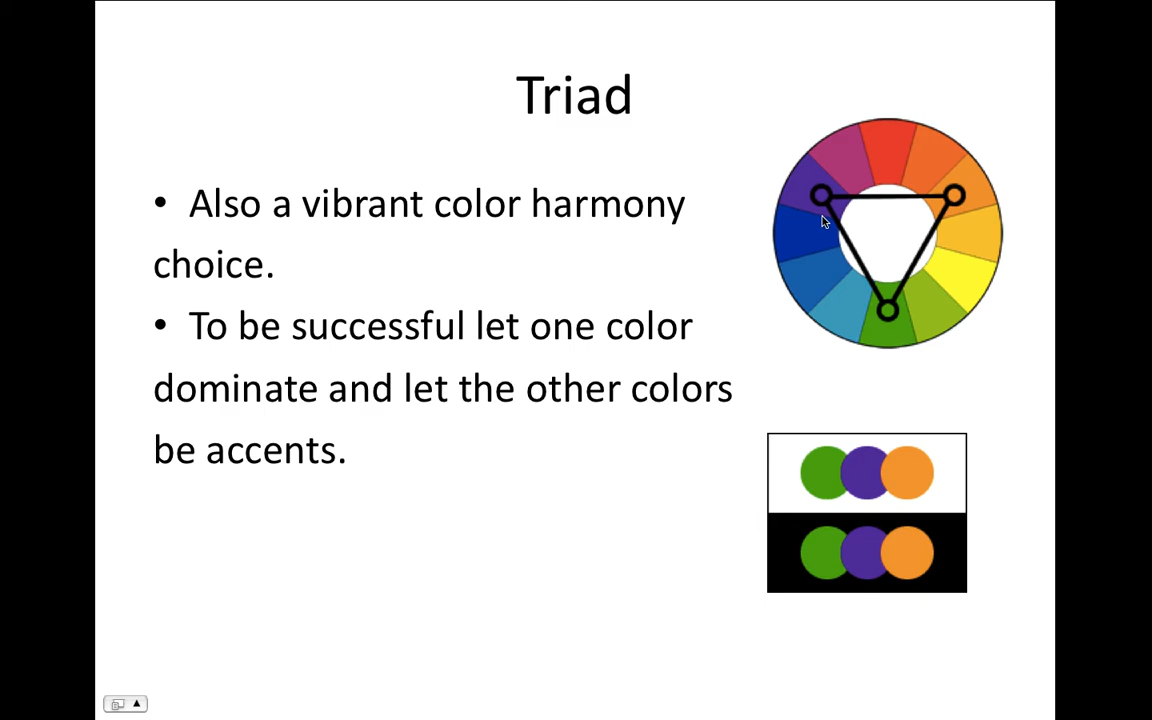 Triad
• Also a vibrant color harmony
choice.
• To be successful let one color
dominate and let the other colors
be accents.